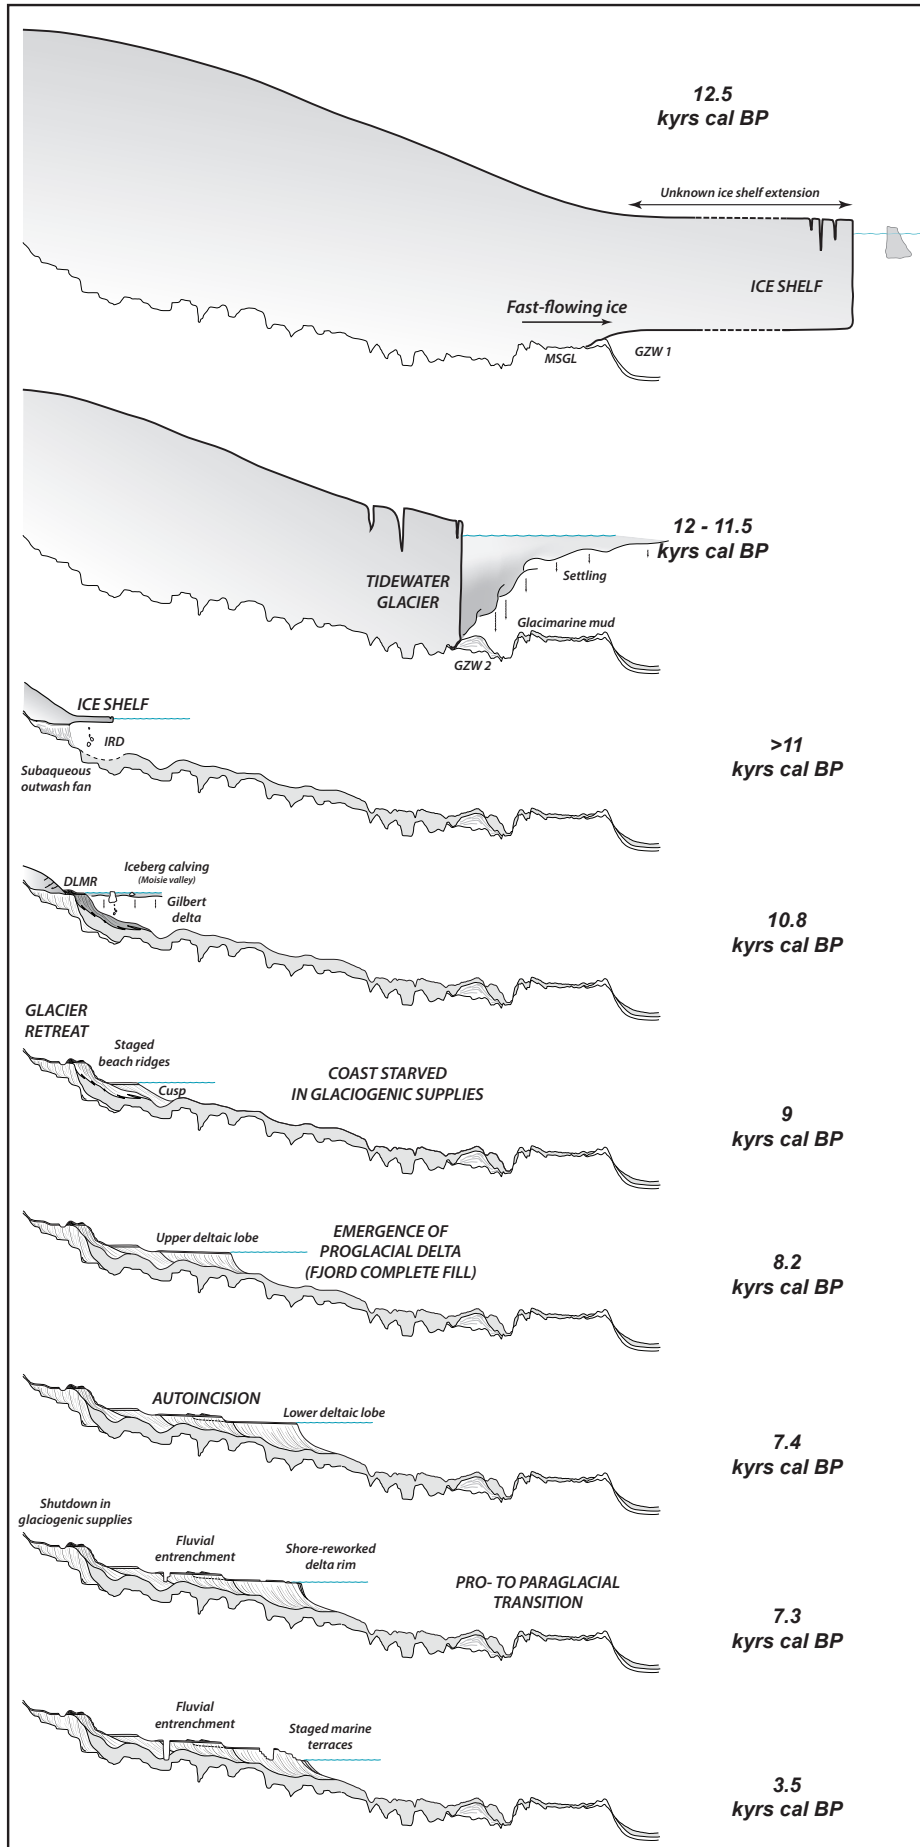 12.5
kyrs cal BP
Unknown ice shelf extension
ICE SHELF
Fast-flowing ice
MSGL
GZW 1
12 - 11.5
kyrs cal BP
TIDEWATER
GLACIER
Settling
Glacimarine mud
GZW 2
ICE SHELF
IRD
Subaqueous
outwash fan
>11
kyrs cal BP
DLMR
Iceberg calving
(Moisie valley)
Gilbert
delta
10.8
kyrs cal BP
GLACIER
RETREAT
Staged
beach ridges
Cusp
COAST STARVED
IN GLACIOGENIC SUPPLIES
9
kyrs cal BP
Upper deltaic lobe
EMERGENCE OF
PROGLACIAL DELTA
(FJORD COMPLETE FILL)
8.2
kyrs cal BP
AUTOINCISION
Lower deltaic lobe
7.4
kyrs cal BP
Shutdown in
glaciogenic supplies
Fluvial
entrenchment
Shore-reworked
delta rim
PRO- TO PARAGLACIAL
TRANSITION
7.3
kyrs cal BP
Fluvial
entrenchment
Staged marine
terraces
3.5
kyrs cal BP